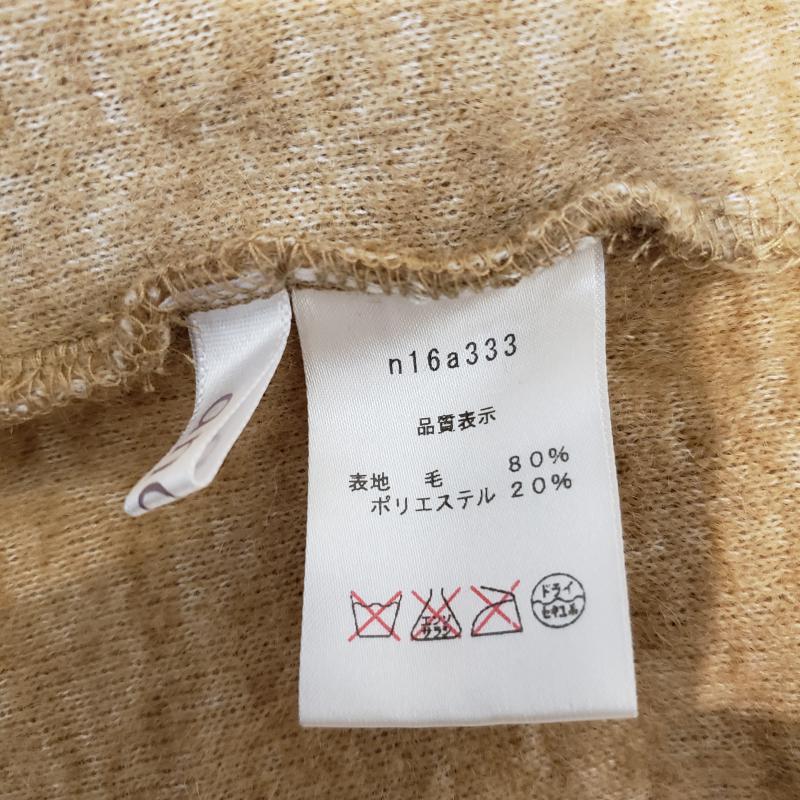 n16a333
品質表示
表地 毛 80%
ポリエステル 20%
エンソ
サラシ
ドライ
セキユ系